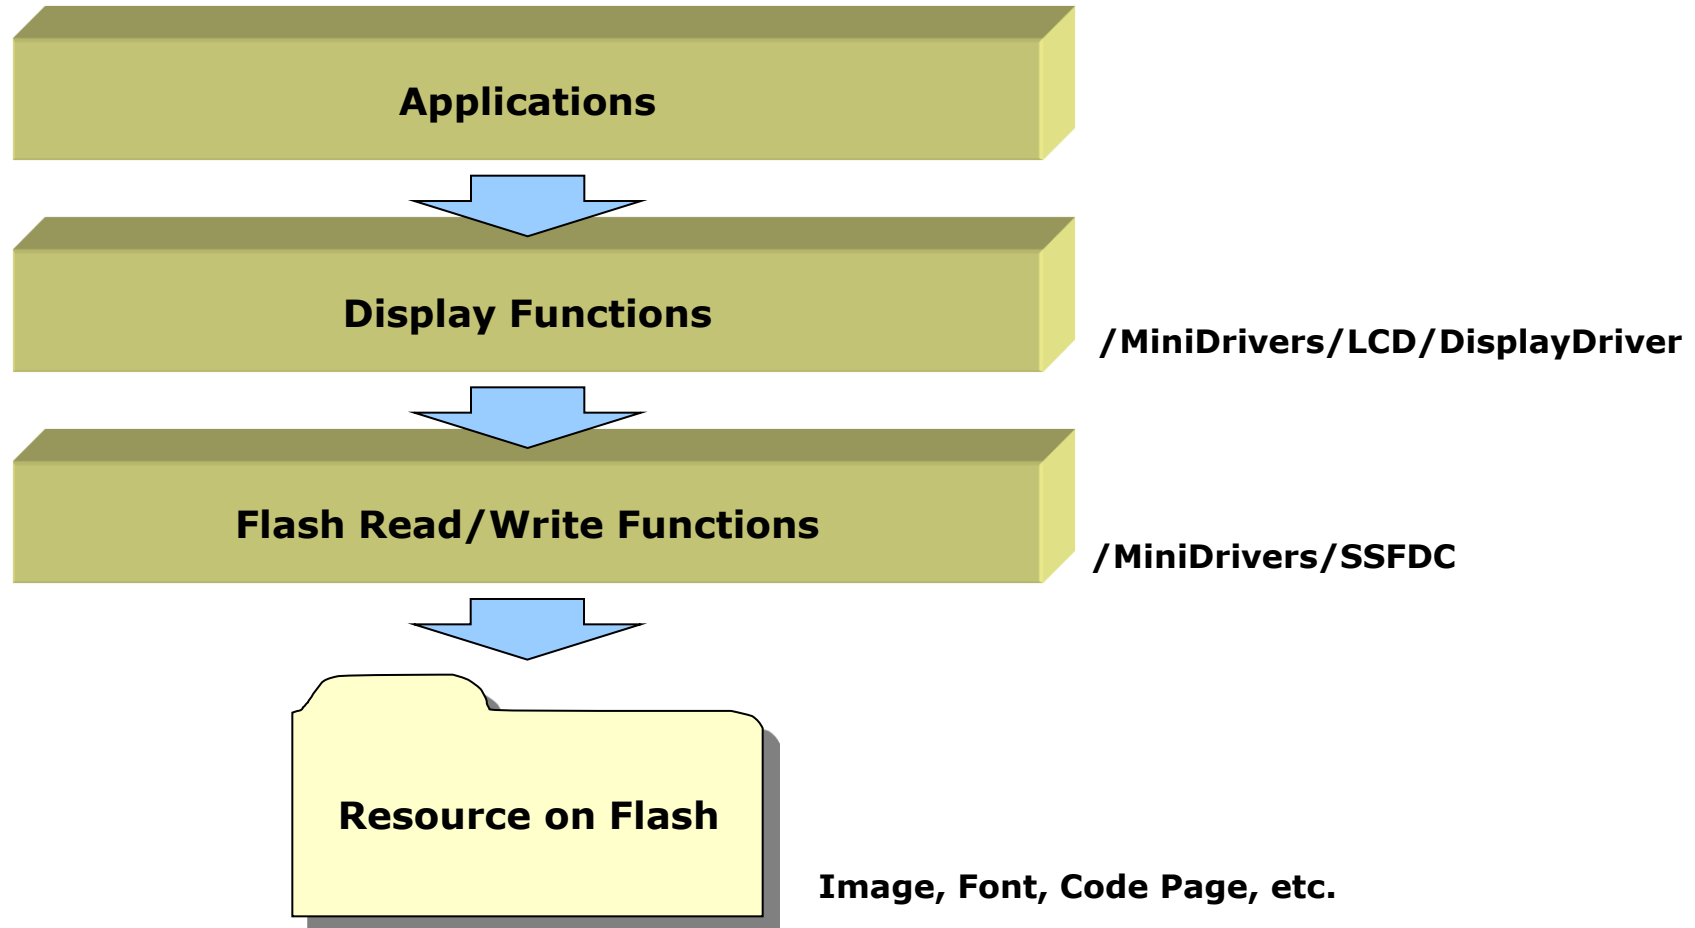 Applications
Display Functions
/MiniDrivers/LCD/DisplayDriver
Flash Read/Write Functions
/MiniDrivers/SSFDC
Resource on Flash
Image, Font, Code Page, etc.